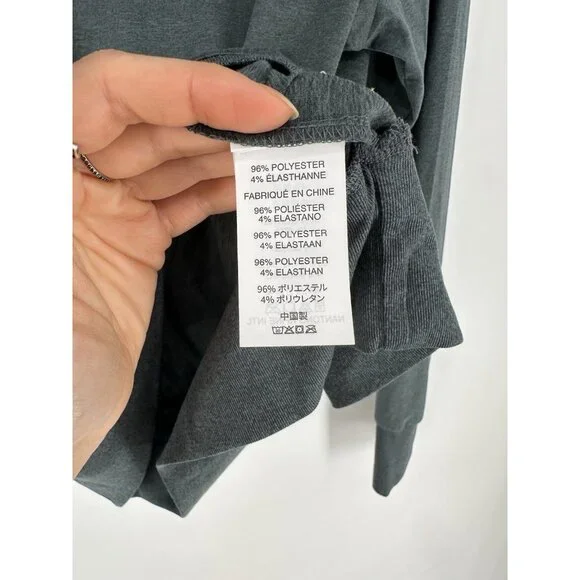 96% POLYESTER
4% ÉLASTHANNE
FABRIQUÉ EN CHINE
96% POLIÉSTER
4% ELASTANO
96% POLYESTER
4% ELASTAAN
96% POLYESTER
4% ELASTHAN
96% ポリエステル
4% ポリウレタン
中国製